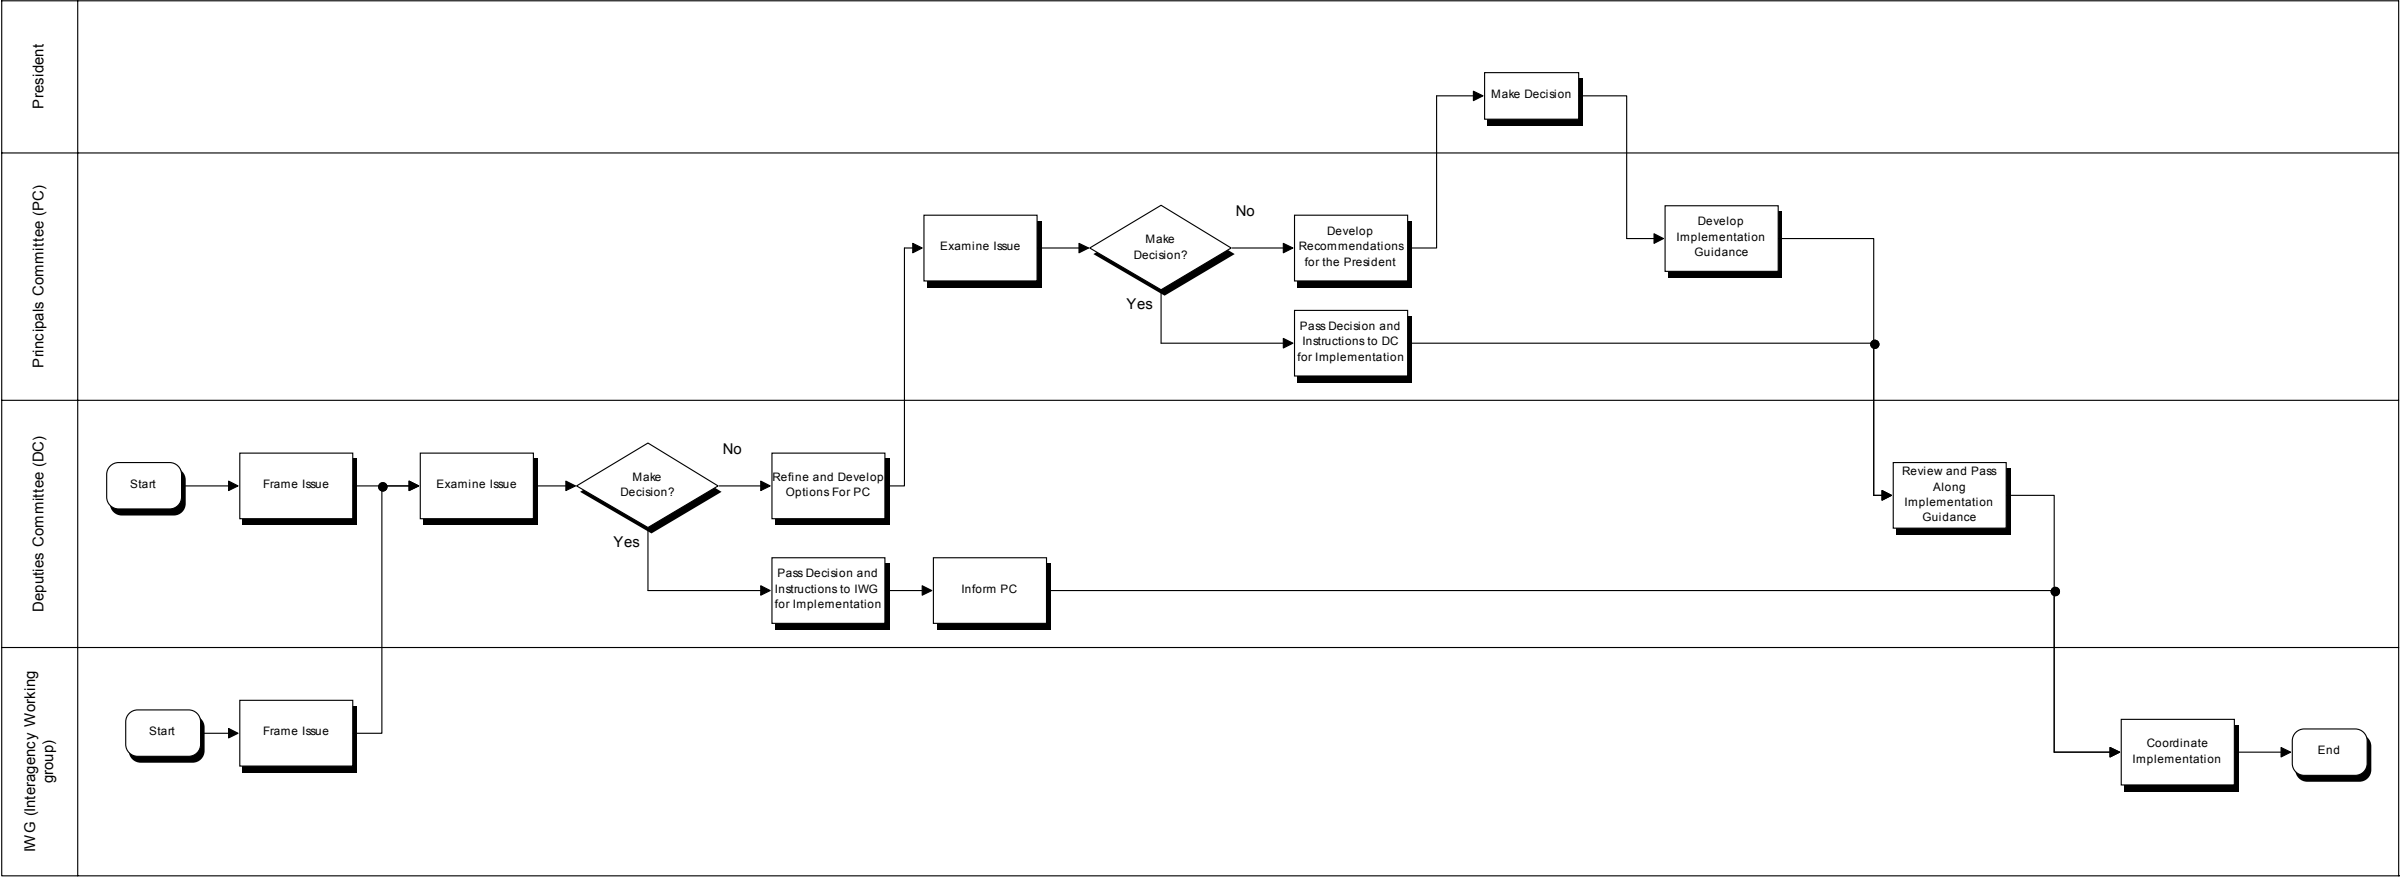 President
Make Decision
Principals Committee (PC)
Examine Issue
Make
Decision?
No
Yes
Develop
Recommendations
for the President
Pass Decision and
Instructions to DC
for Implementation
Develop
Implementation
Guidance
Deputies Committee (DC)
Start
Frame Issue
Examine Issue
Make
Decision?
No
Yes
Refine and Develop
Options For PC
Pass Decision and
Instructions to IWG
for Implementation
Inform PC
Review and Pass
Along
Implementation
Guidance
IWG (Interagency Working
group)
Start
Frame Issue
Coordinate
Implementation
End